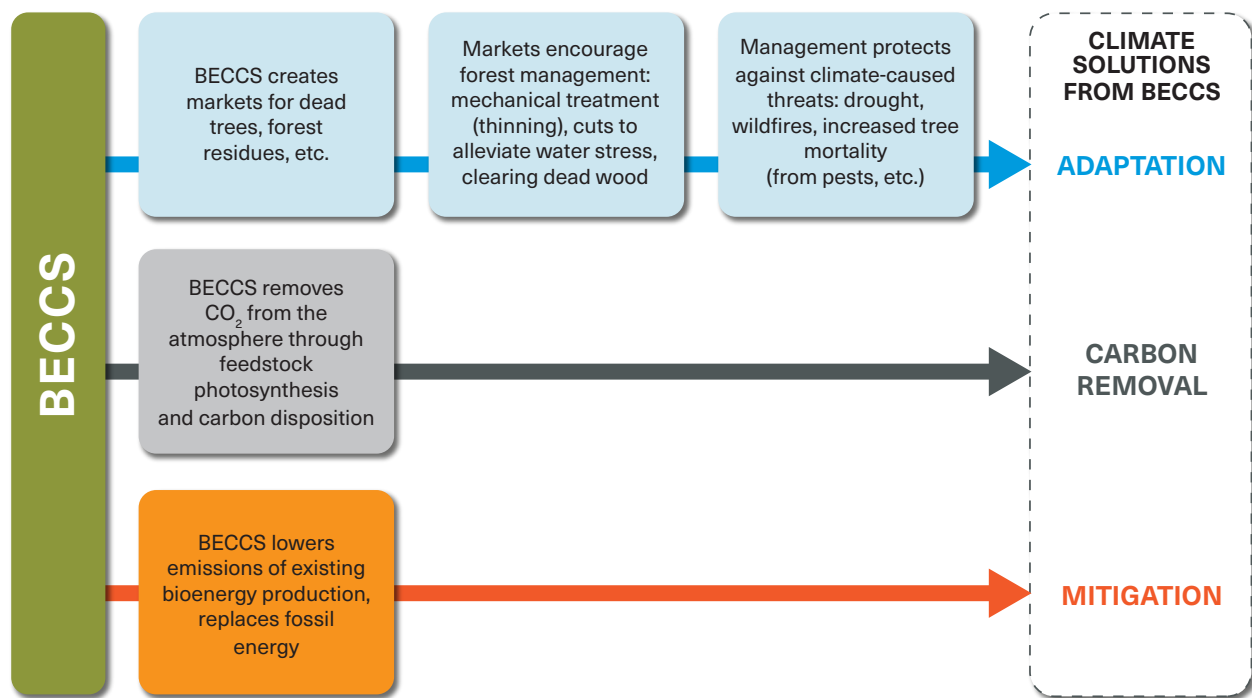 BECCS
BECCS creates
markets for dead
trees, forest
residues, etc.
Markets encourage
forest management:
mechanical treatment
(thinning), cuts to
alleviate water stress,
clearing dead wood
Management protects
against climate-caused
threats: drought,
wildfires, increased tree
mortality
(from pests, etc.)
CLIMATE
SOLUTIONS
FROM BECCS
ADAPTATION
BECCS removes
CO₂ from the
atmosphere through
feedstock
photosynthesis
and carbon disposition
CARBON
REMOVAL
BECCS lowers
emissions of existing
bioenergy production,
replaces fossil
energy
MITIGATION